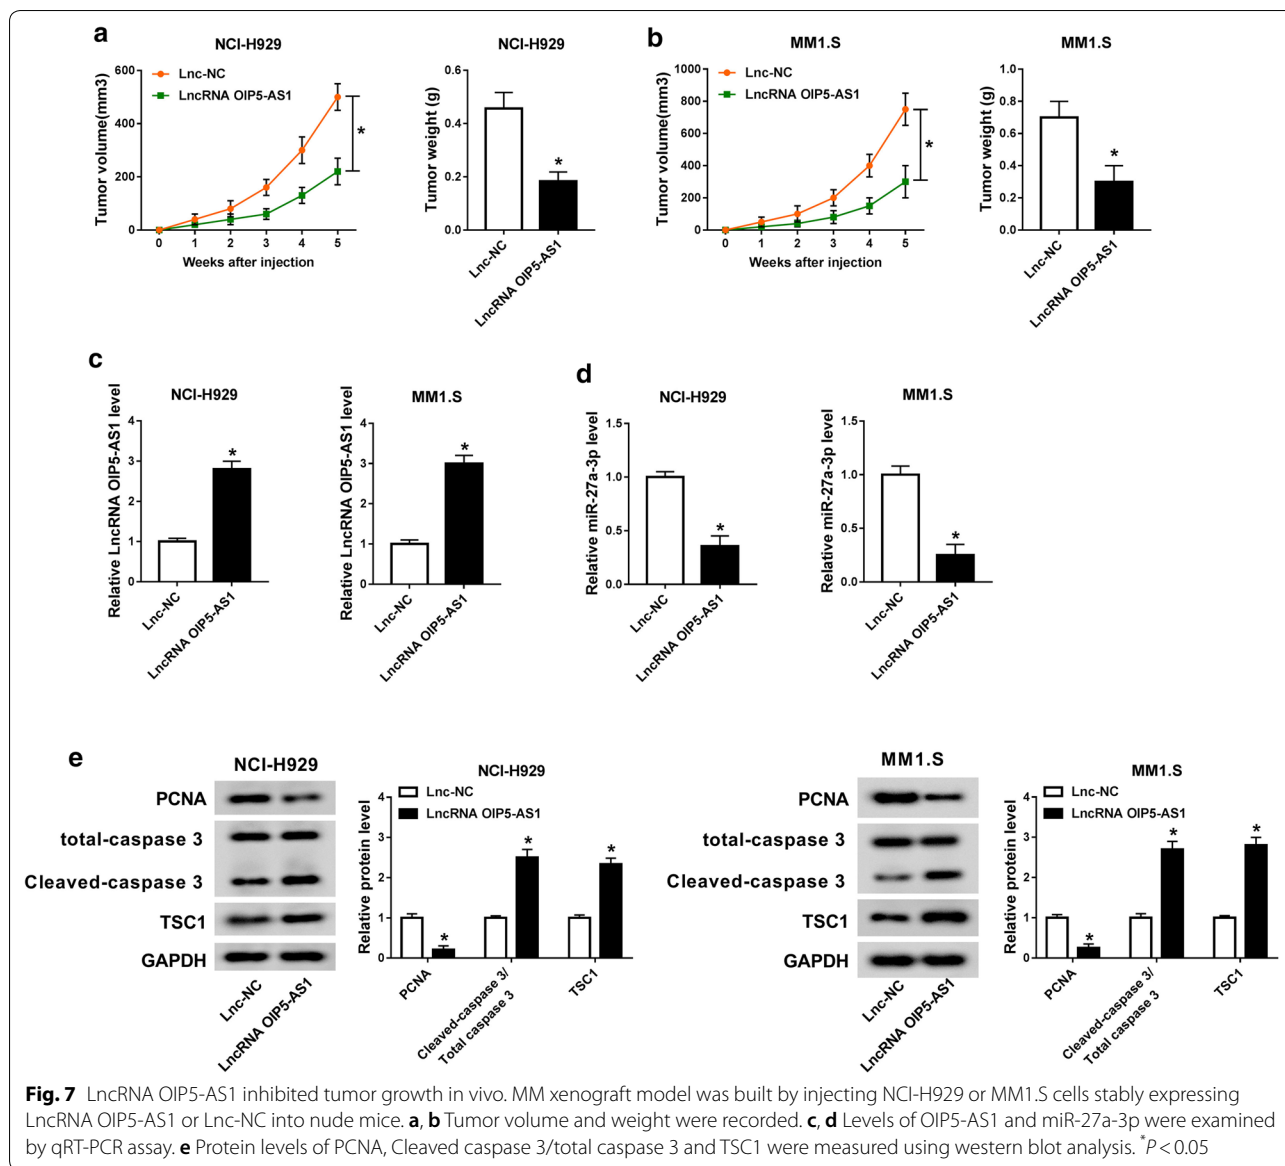 a
NCI-H929
Tumor volume(mm3)
600
400
200
0
Lnc-NC
LncRNA OIP5-AS1
*
0 1 2 3 4 5
Weeks after injection
NCI-H929
Tumor weight (g)
0.6
0.4
0.2
0.0
*
Lnc-NC
LncRNA OIP5-AS1
b
MM1.S
Tumor volume(mm3)
1000
800
600
400
200
0
Lnc-NC
LncRNA OIP5-AS1
*
0 1 2 3 4 5
Weeks after injection
MM1.S
Tumor weight (g)
1.0
0.8
0.6
0.4
0.2
0.0
*
Lnc-NC
LncRNA OIP5-AS1
c
NCI-H929
Relative LncRNA OIP5-AS1 level
4
3
2
1
0
*
Lnc-NC
LncRNA OIP5-AS1
MM1.S
Relative LncRNA OIP5-AS1 level
4
3
2
1
0
*
Lnc-NC
LncRNA OIP5-AS1
d
NCI-H929
Relative miR-27a-3p level
1.5
1.0
0.5
0.0
*
Lnc-NC
LncRNA OIP5-AS1
MM1.S
Relative miR-27a-3p level
1.5
1.0
0.5
0.0
*
Lnc-NC
LncRNA OIP5-AS1
e
NCI-H929
PCNA
total-caspase 3
Cleaved-caspase 3
TSC1
GAPDH
Lnc-NC
LncRNA OIP5-AS1
NCI-H929
Relative protein level
4
3
2
1
0
Lnc-NC
LncRNA OIP5-AS1
*
*
*
PCNA
Cleaved-caspase 3/
Total caspase 3
TSC1
MM1.S
PCNA
total-caspase 3
Cleaved-caspase 3
TSC1
GAPDH
Lnc-NC
LncRNA OIP5-AS1
MM1.S
Relative protein level
4
3
2
1
0
Lnc-NC
LncRNA OIP5-AS1
*
*
*
PCNA
Cleaved-caspase 3/
Total caspase 3
TSC1
Fig. 7 LncRNA OIP5-AS1 inhibited tumor growth in vivo. MM xenograft model was built by injecting NCI-H929 or MM1.S cells stably expressing
LncRNA OIP5-AS1 or Lnc-NC into nude mice. a, b Tumor volume and weight were recorded. c, d Levels of OIP5-AS1 and miR-27a-3p were examined
by qRT-PCR assay. e Protein levels of PCNA, Cleaved caspase 3/total caspase 3 and TSC1 were measured using western blot analysis. *P < 0.05